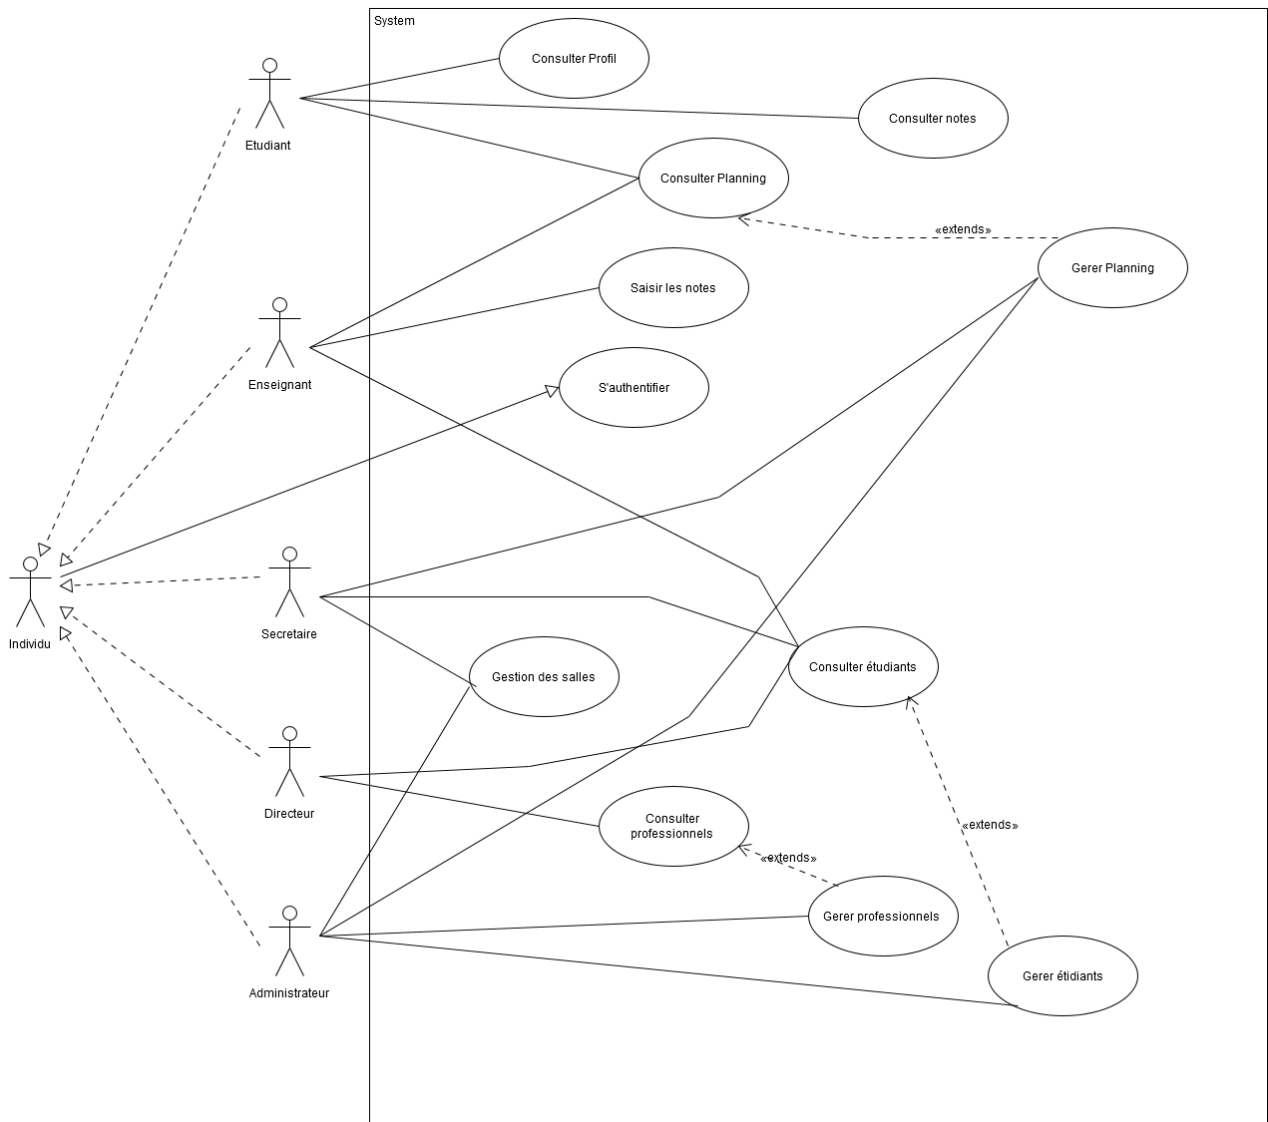 System
Consulter Profil
Consulter notes
Etudiant
Consulter Planning
«extends»
Gerer Planning
Saisir les notes
Enseignant
S'authentifier
Individu
Secretaire
Consulter étudiants
Gestion des salles
Directeur
Consulter
professionnels
«extends»
«extends»
Gerer professionnels
Gerer étidiants
Administrateur